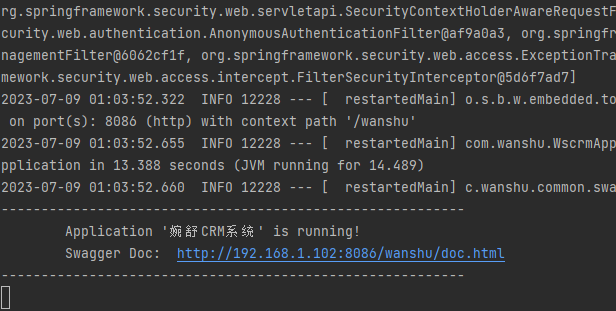 rg.springframework.security.web.servletapi.SecurityContextHolderAwareRequestF
curity.web.authentication.AnonymousAuthenticationFilter@af9a0a3, org.springfr
nagementFilter@6062cf1f, org.springframework.security.web.access.ExceptionTra
mework.security.web.access.intercept.FilterSecurityInterceptor@5d6f7ad7]
2023-07-09 01:03:52.322  INFO 12228 --- [  restartedMain] o.s.b.w.embedded.to
 on port(s): 8086 (http) with context path '/wanshu'
2023-07-09 01:03:52.655  INFO 12228 --- [  restartedMain] com.wanshu.WscrmApp
pplication in 13.388 seconds (JVM running for 14.489)
2023-07-09 01:03:52.660  INFO 12228 --- [  restartedMain] c.wanshu.common.swa
----------------------------------------------------------
Application '婉舒CRM系统' is running!
Swagger Doc:  http://192.168.1.102:8086/wanshu/doc.html
----------------------------------------------------------